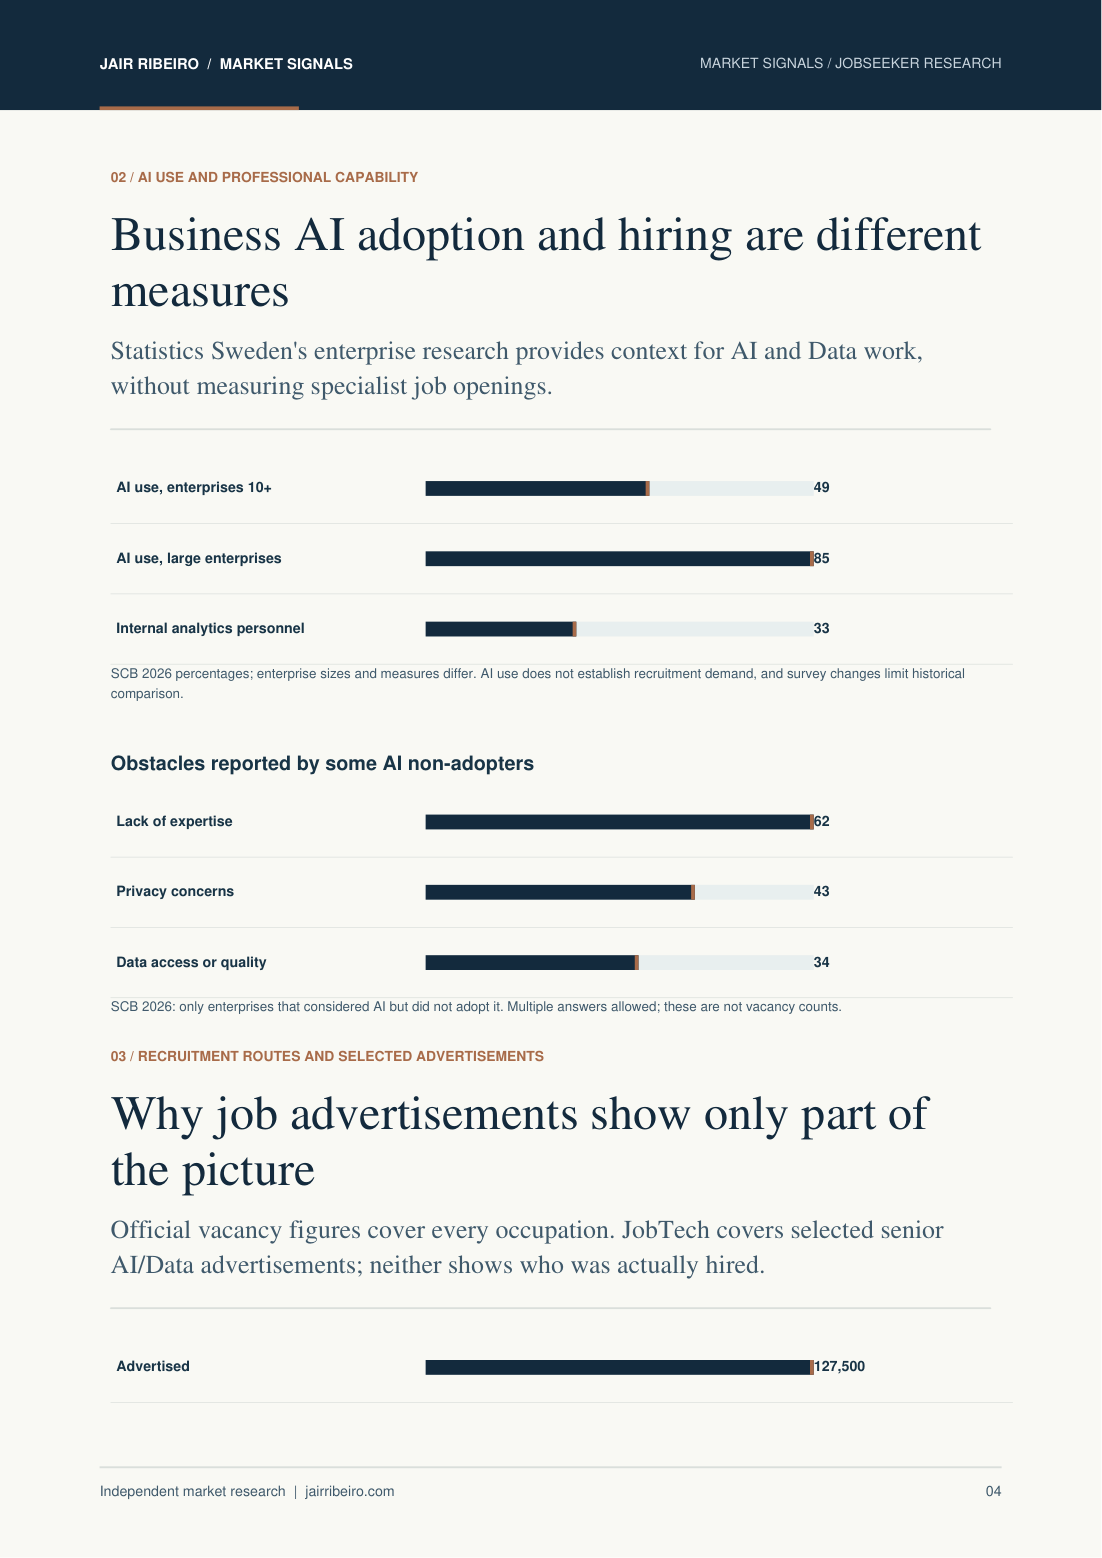 JAIR RIBEIRO / MARKET SIGNALS
MARKET SIGNALS / JOBSEEKER RESEARCH
02 / AI USE AND PROFESSIONAL CAPABILITY
Business AI adoption and hiring are different
measures
Statistics Sweden's enterprise research provides context for AI and Data work,
without measuring specialist job openings.
AI use, enterprises 10+ 49
AI use, large enterprises 85
Internal analytics personnel 33
SCB 2026 percentages; enterprise sizes and measures differ. AI use does not establish recruitment demand, and survey changes limit historical
comparison.
Obstacles reported by some AI non-adopters
Lack of expertise 62
Privacy concerns 43
Data access or quality 34
SCB 2026: only enterprises that considered AI but did not adopt it. Multiple answers allowed; these are not vacancy counts.
03 / RECRUITMENT ROUTES AND SELECTED ADVERTISEMENTS
Why job advertisements show only part of
the picture
Official vacancy figures cover every occupation. JobTech covers selected senior
AI/Data advertisements; neither shows who was actually hired.
Advertised 127,500
Independent market research | jairribeiro.com
04